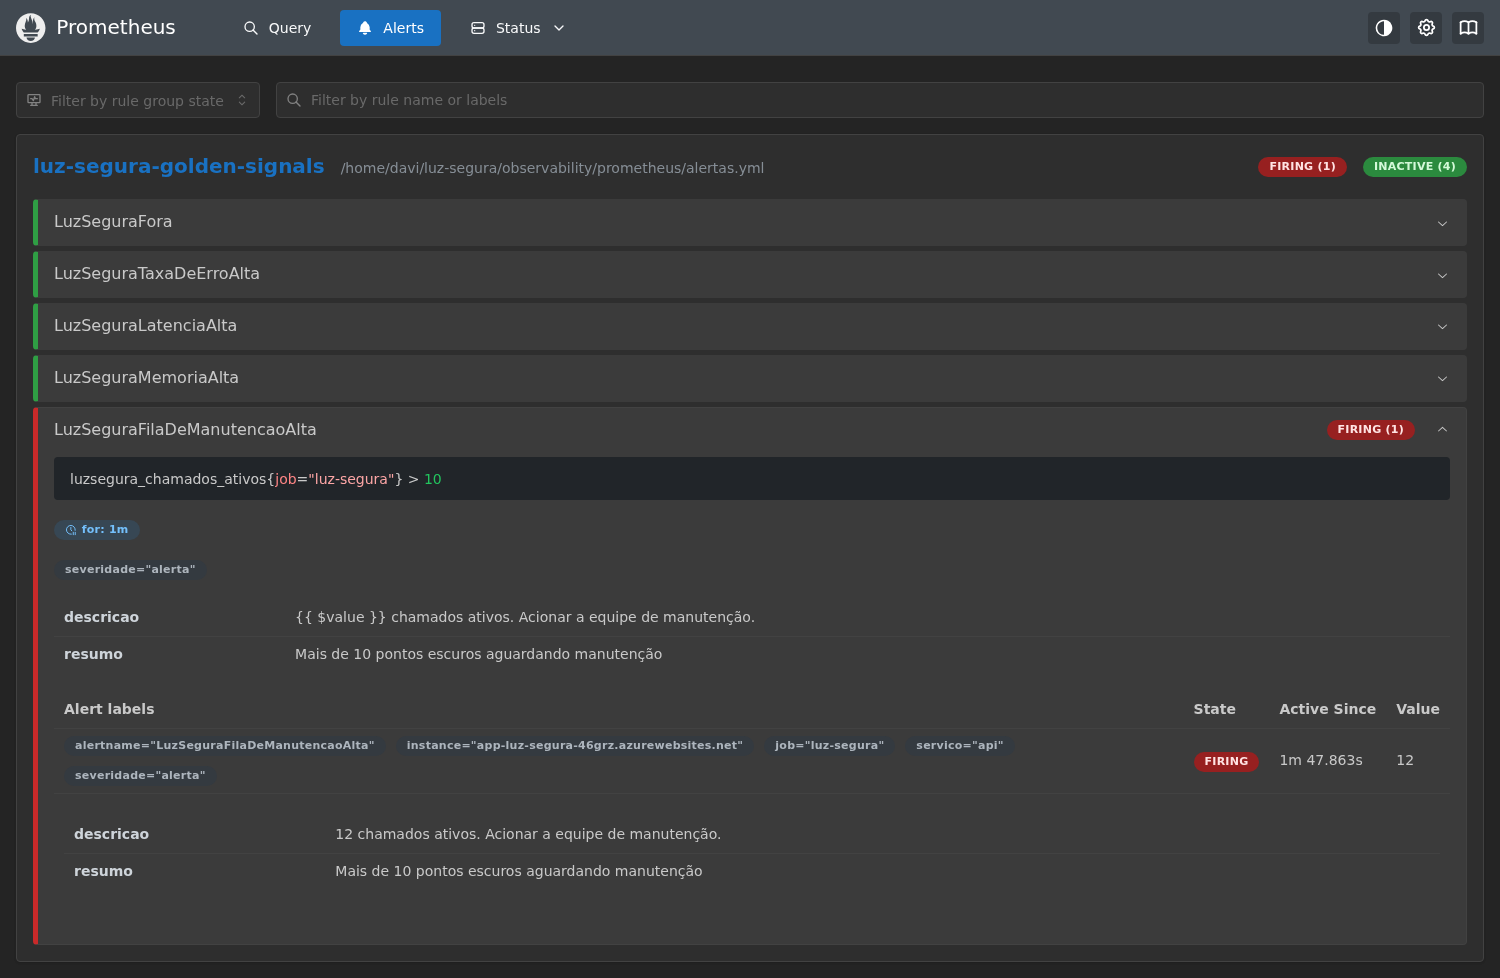 Prometheus Query Alerts Status
Filter by rule group state Filter by rule name or labels
luz-segura-golden-signals /home/davi/luz-segura/observability/prometheus/alertas.yml FIRING (1) INACTIVE (4)
LuzSeguraFora
LuzSeguraTaxaDeErroAlta
LuzSeguraLatenciaAlta
LuzSeguraMemoriaAlta
LuzSeguraFilaDeManutencaoAlta FIRING (1)
luzsegura_chamados_ativos{job="luz-segura"} > 10
for: 1m
severidade="alerta"
descricao {{ $value }} chamados ativos. Acionar a equipe de manutenção.
resumo Mais de 10 pontos escuros aguardando manutenção
Alert labels State Active Since Value
alertname="LuzSeguraFilaDeManutencaoAlta" instance="app-luz-segura-46grz.azurewebsites.net" job="luz-segura" servico="api"
severidade="alerta" FIRING 1m 47.863s 12
descricao 12 chamados ativos. Acionar a equipe de manutenção.
resumo Mais de 10 pontos escuros aguardando manutenção